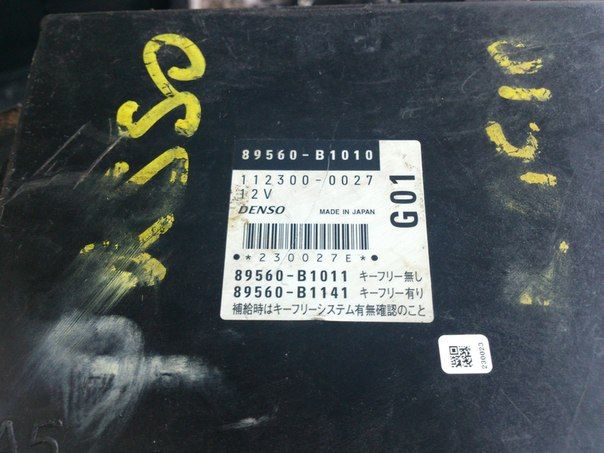 89560-B1010
112300-0027
12V
DENSO MADE IN JAPAN
G01
*230027E*
89560-B1011 キーフリー無し
89560-B1141 キーフリー有り
補給時はキーフリーシステム有無確認のこと
230023